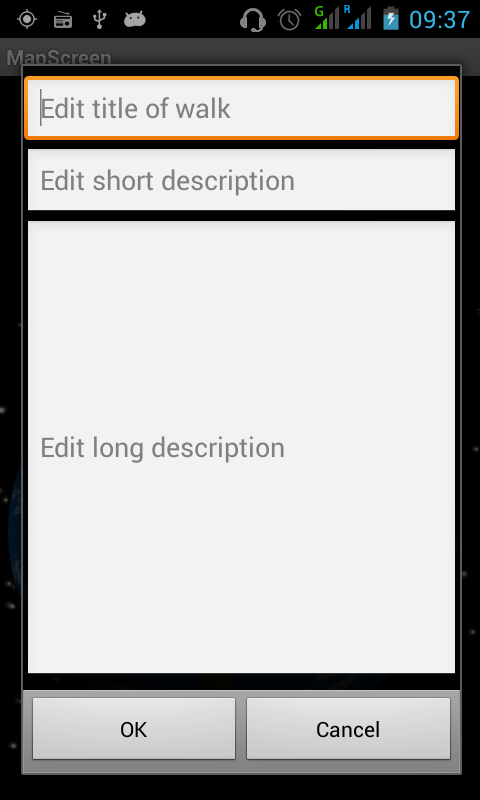 G R 09:37
MapScreen
Edit title of walk
Edit short description
Edit long description
OK Cancel